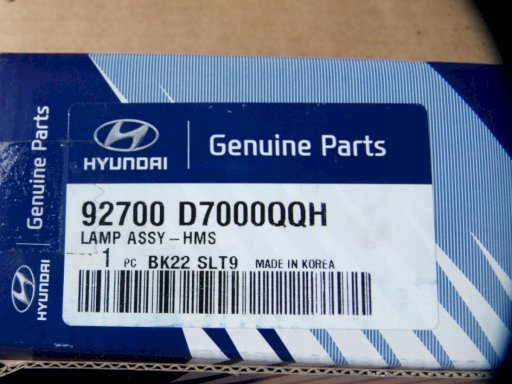 HYUNDAI
Genuine Parts
92700 D7000QQH
LAMP ASSY-HMS
1 PC BK22 SLT9 MADE IN KOREA
Genuine Parts
HYUNDAI